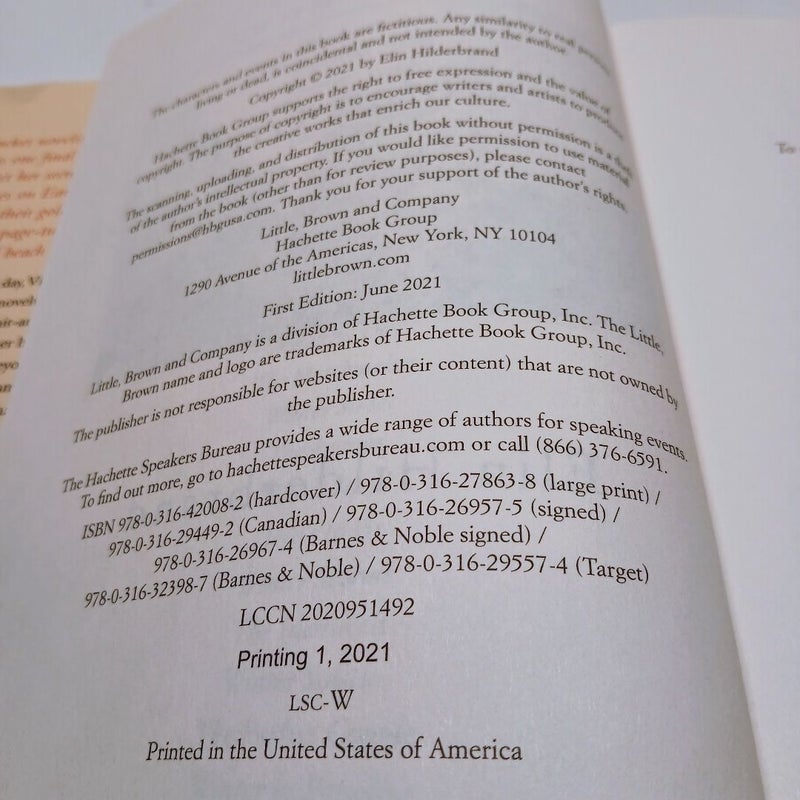 The characters and events in this book are fictitious. Any similarity to real persons,
living or dead, is coincidental and not intended by the author.
Copyright © 2021 by Elin Hilderbrand
Hachette Book Group supports the right to free expression and the value of
copyright. The purpose of copyright is to encourage writers and artists to produce
the creative works that enrich our culture.
The scanning, uploading, and distribution of this book without permission is a theft
of the author's intellectual property. If you would like permission to use material
from the book (other than for review purposes), please contact
permissions@hbgusa.com. Thank you for your support of the author's rights.
Little, Brown and Company
Hachette Book Group
1290 Avenue of the Americas, New York, NY 10104
littlebrown.com
First Edition: June 2021
Little, Brown and Company is a division of Hachette Book Group, Inc. The Little,
Brown name and logo are trademarks of Hachette Book Group, Inc.
The publisher is not responsible for websites (or their content) that are not owned by
the publisher.
The Hachette Speakers Bureau provides a wide range of authors for speaking events.
To find out more, go to hachettespeakersbureau.com or call (866) 376-6591.
ISBN 978-0-316-42008-2 (hardcover) / 978-0-316-27863-8 (large print) /
978-0-316-29449-2 (Canadian) / 978-0-316-26957-5 (signed) /
978-0-316-26967-4 (Barnes & Noble signed) /
978-0-316-32398-7 (Barnes & Noble) / 978-0-316-29557-4 (Target)
LCCN 2020951492
Printing 1, 2021
LSC-W
Printed in the United States of America
To